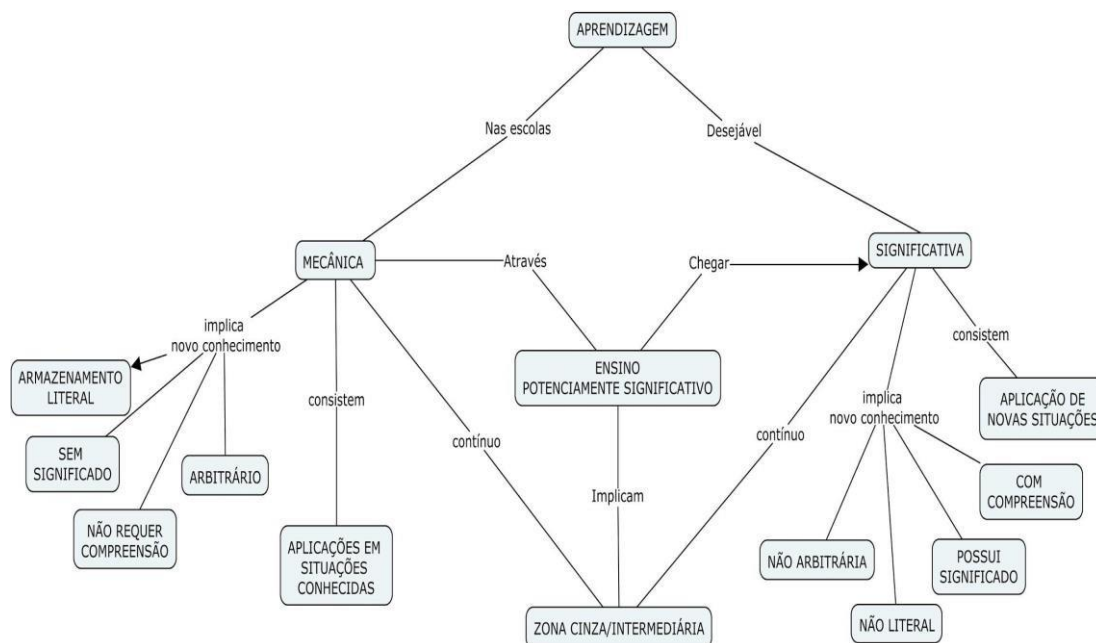 APRENDIZAGEM
Nas escolas
Desejável
MECÂNICA
Através
Chegar
SIGNIFICATIVA
implica
novo conhecimento
ARMAZENAMENTO
LITERAL
SEM
SIGNIFICADO
NÃO REQUER
COMPREENSÃO
ARBITRÁRIO
consistem
APLICAÇÕES EM
SITUAÇÕES
CONHECIDAS
contínuo
ENSINO
POTENCIAMENTE SIGNIFICATIVO
Implicam
ZONA CINZA/INTERMEDIÁRIA
contínuo
implica
novo conhecimento
NÃO ARBITRÁRIA
NÃO LITERAL
POSSUI
SIGNIFICADO
COM
COMPREENSÃO
consistem
APLICAÇÃO DE
NOVAS SITUAÇÕES